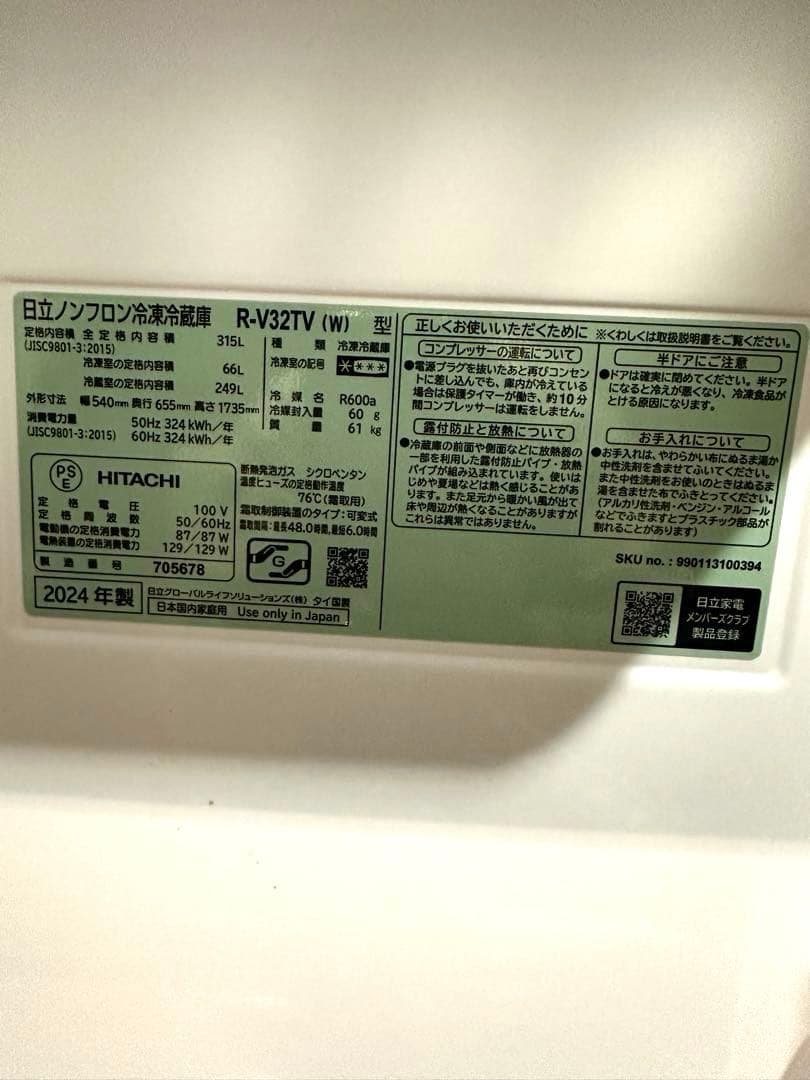 日立ノンフロン冷凍冷蔵庫 R-V32TV (W) 型
定格内容積 全定格内容積 315L
(JISC9801-3:2015)
冷凍室の定格内容積 66L
冷蔵室の定格内容積 249L
外形寸法 幅540mm 奥行655mm 高さ1735mm
消費電力量 50Hz 324 kWh/年
(JISC9801-3:2015) 60Hz 324 kWh/年
種類 冷凍冷蔵庫
冷凍室の記号 ****
冷媒名 R600a
冷媒封入量 60 g
質量 61 kg
PS
E
HITACHI
定格電圧 100 V
定格周波数 50/60Hz
電動機の定格消費電力 87/87 W
電熱装置の定格消費電力 129/129 W
製造番号 705678
断熱発泡ガス シクロペンタン
温度ヒューズの定格動作温度
76℃(霜取用)
霜取制御装置のタイプ:可変式
霜取間隔:最長48.0時間、最短6.0時間
G
2024 年製
日立グローバルライフソリューションズ(株) タイ国製
日本国内家庭用 Use only in Japan
正しくお使いいただくために ※くわしくは取扱説明書をご覧ください。
コンプレッサーの運転について
●電源プラグを抜いたあと再びコンセン
トに差し込んでも、庫内が冷えている
場合は保護タイマーが働き、約10分
間コンプレッサーは運転をしません。
露付防止と放熱について
●冷蔵庫の前面や側面などに放熱器の
一部を利用した露付防止パイプ・放熱
パイプが組み込まれています。使いは
じめや夏場などは熱く感じることがあ
ります。また足元から暖かい風が出て
床や周辺が熱くなることがありますが
これらは異常ではありません。
半ドアにご注意
●ドアは確実に閉めてください。半ドア
になると冷えが悪くなり、冷凍食品が
とける原因になります。
お手入れについて
●お手入れは、やわらかい布にぬるま湯か
中性洗剤を含ませてふいてください。
また中性洗剤をお使いのときはぬるま
湯を含ませた布でふきとってください。
(アルカリ性洗剤・ベンジン・アルコール
などでふきますとプラスチック部品が
割れることがあります)
SKU no. : 990113100394
日立家電
メンバーズクラブ
製品登録